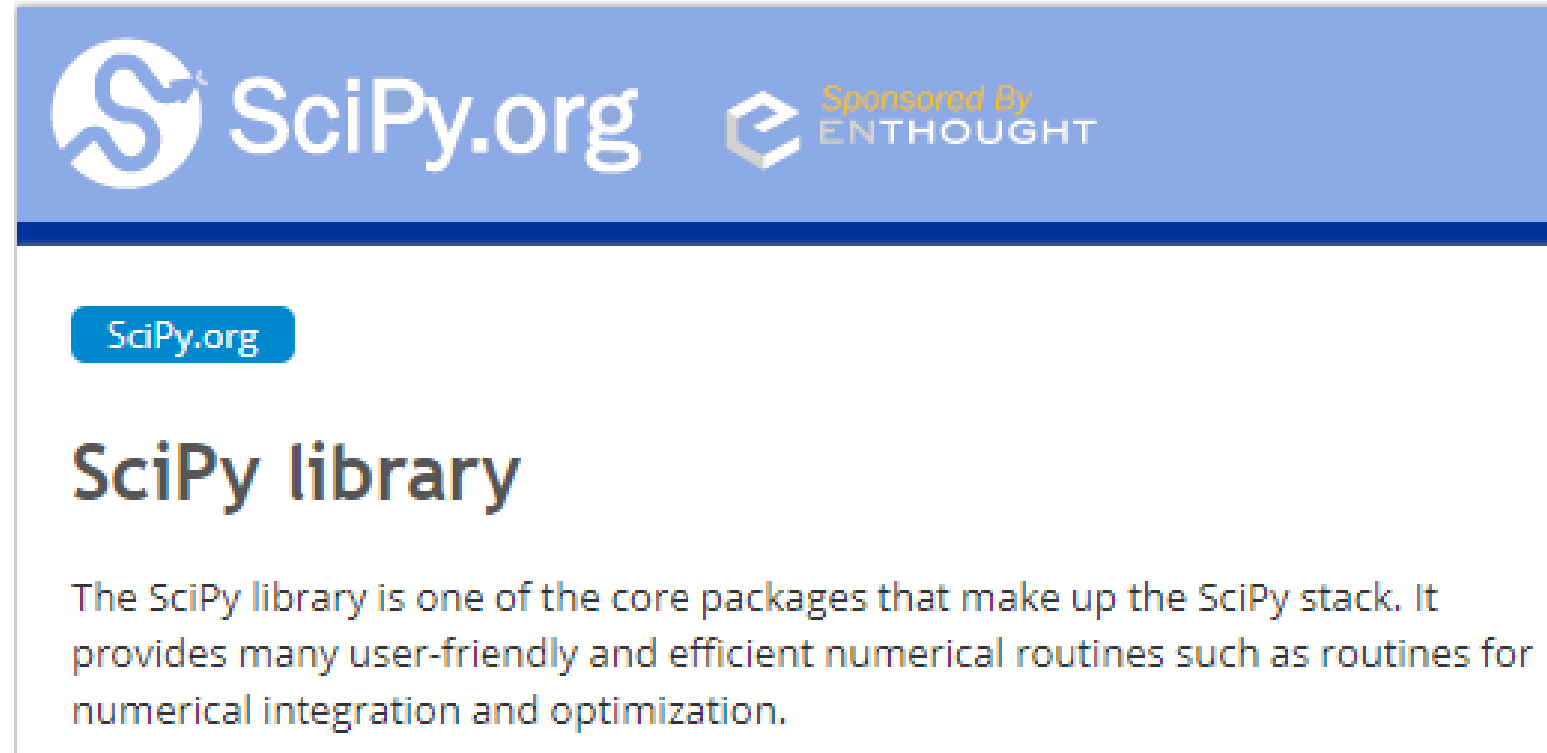 SciPy.org
Sponsored By
ENTHOUGHT
SciPy.org
SciPy library
The SciPy library is one of the core packages that make up the SciPy stack. It
provides many user-friendly and efficient numerical routines such as routines for
numerical integration and optimization.